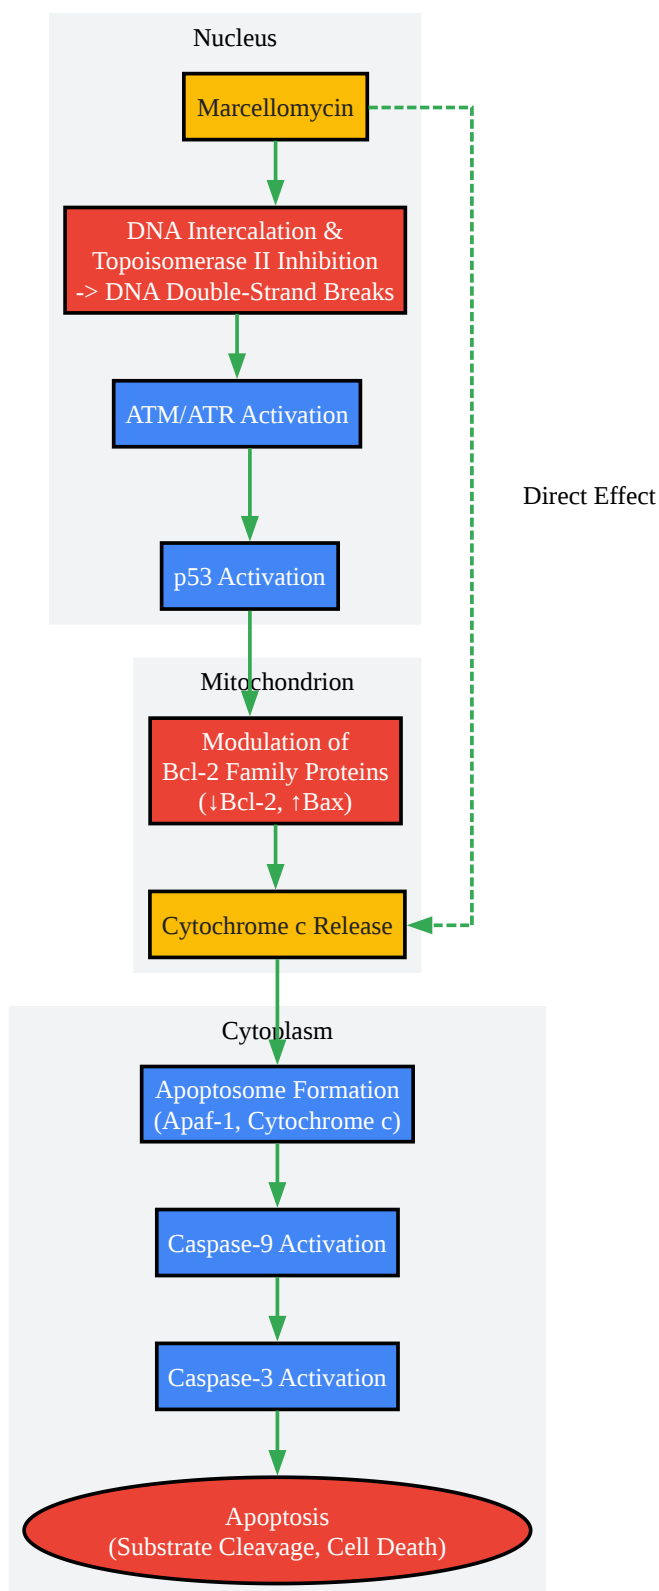 Nucleus
Marcellomycin
DNA Intercalation &
Topoisomerase II Inhibition
-> DNA Double-Strand Breaks
ATM/ATR Activation
Direct Effect
p53 Activation
Mitochondrion
Modulation of
Bcl-2 Family Proteins
(↓Bcl-2, ↑Bax)
Cytochrome c Release
Cytoplasm
Apoptosome Formation
(Apaf-1, Cytochrome c)
Caspase-9 Activation
Caspase-3 Activation
Apoptosis
(Substrate Cleavage, Cell Death)